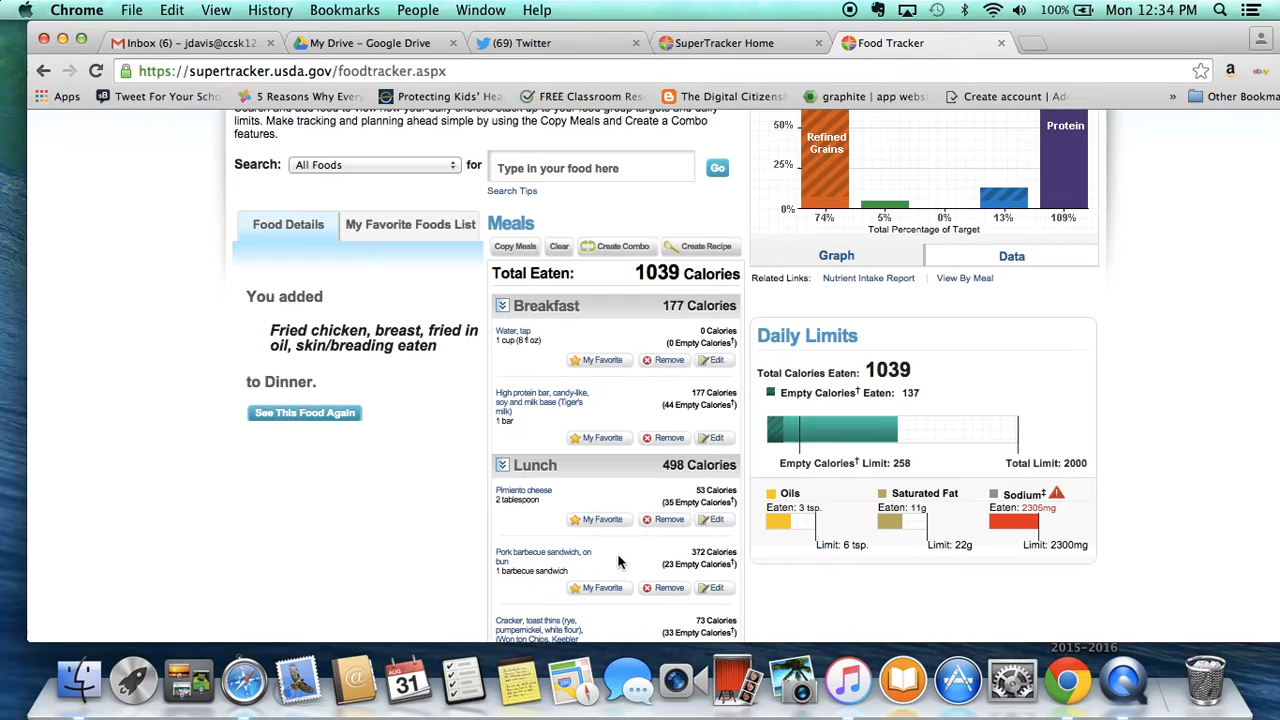 Chrome File Edit View History Bookmarks People Window Help 100% Mon 12:34 PM
Inbox (6) - jdavis@ccsk12 × My Drive - Google Drive × (69) Twitter × SuperTracker Home × Food Tracker ×
https://supertracker.usda.gov/foodtracker.aspx
Apps Tweet For Your Scho 5 Reasons Why Every Protecting Kids' Hea FREE Classroom Res The Digital Citizens graphite | app webs Create account | Ad » Other Bookma
limits. Make tracking and planning ahead simple by using the Copy Meals and Create a Combo
features.
Search: All Foods for Type in your food here Go
Search Tips
Food Details My Favorite Foods List
You added
Fried chicken, breast, fried in
oil, skin/breading eaten
to Dinner.
See This Food Again
Meals
Copy Meals Clear Create Combo Create Recipe
Total Eaten: 1039 Calories
Breakfast 177 Calories
Water, tap 0 Calories
1 cup (8 fl oz) (0 Empty Calories†)
My Favorite Remove Edit
High protein bar, candy-like, 177 Calories
soy and milk base (Tiger's (44 Empty Calories†)
milk)
1 bar
My Favorite Remove Edit
Lunch 498 Calories
Pimiento cheese 53 Calories
2 tablespoon (35 Empty Calories†)
My Favorite Remove Edit
Pork barbecue sandwich, on 372 Calories
bun (23 Empty Calories†)
1 barbecue sandwich
My Favorite Remove Edit
Cracker, toast thins (rye, 73 Calories
pumpernickel, white flour), (33 Empty Calories†)
(Won ton Chips, Keebler
50%
25%
0%
Refined
Grains
Protein
74% 5% 0% 13% 109%
Total Percentage of Target
Graph Data
Related Links: Nutrient Intake Report | View By Meal
Daily Limits
Total Calories Eaten: 1039
Empty Calories† Eaten: 137
Empty Calories† Limit: 258 Total Limit: 2000
Oils Saturated Fat Sodium‡
Eaten: 3 tsp. Eaten: 11g Eaten: 2305mg
Limit: 6 tsp. Limit: 22g Limit: 2300mg
2015-2016
AUG
31